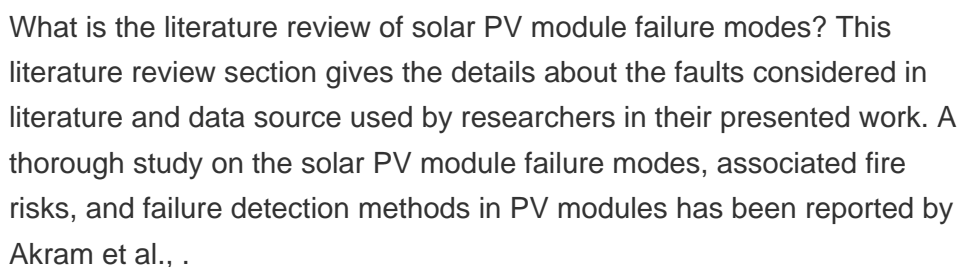 What is the literature review of solar PV module failure modes? This
literature review section gives the details about the faults considered in
literature and data source used by researchers in their presented work. A
thorough study on the solar PV module failure modes, associated fire
risks, and failure detection methods in PV modules has been reported by
Akram et al., .